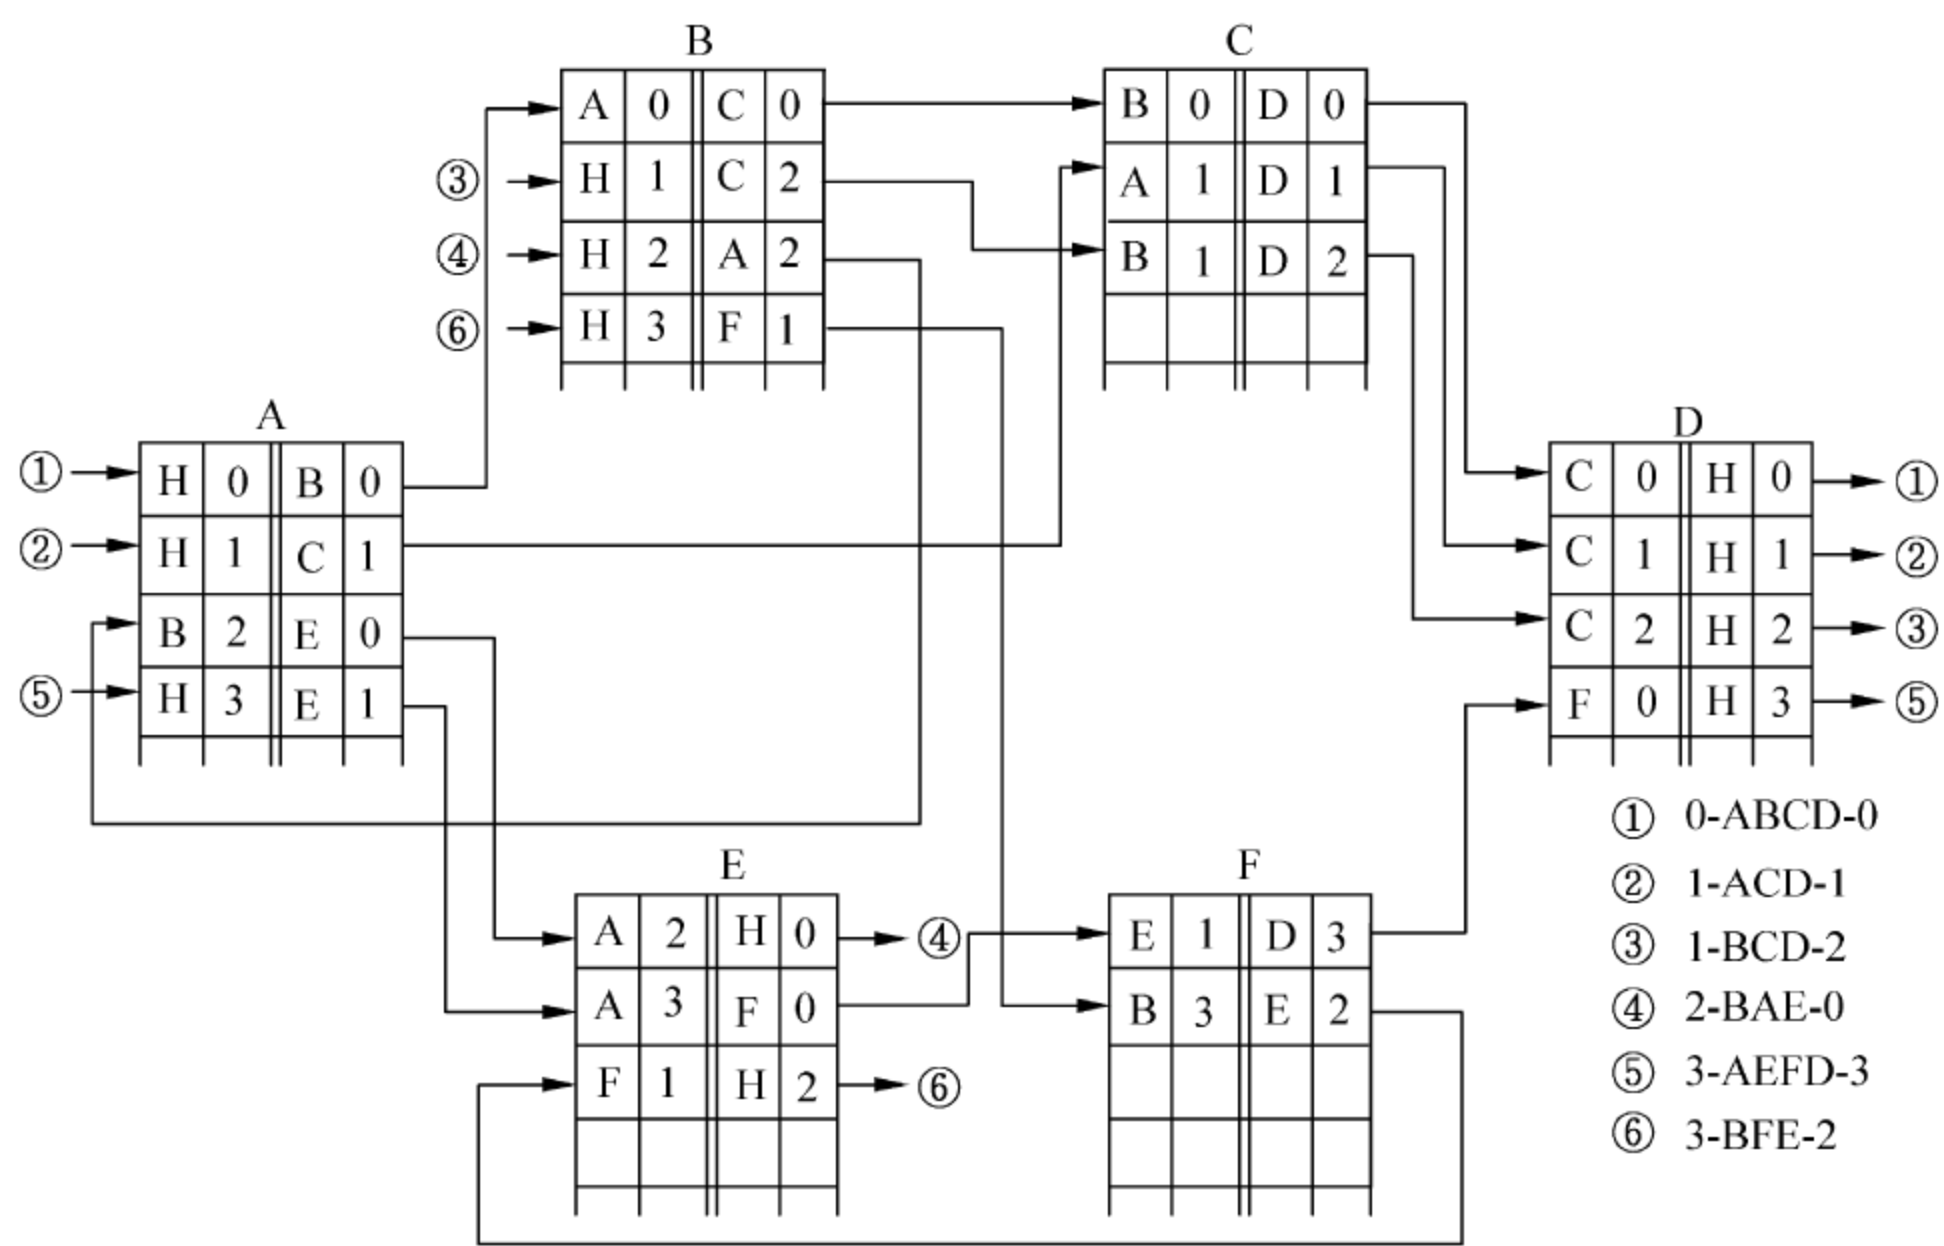 B
A 0 C 0
③ H 1 C 2
④ H 2 A 2
⑥ H 3 F 1
C
B 0 D 0
A 1 D 1
B 1 D 2
A
① H 0 B 0
② H 1 C 1
B 2 E 0
⑤ H 3 E 1
D
C 0 H 0 ①
C 1 H 1 ②
C 2 H 2 ③
F 0 H 3 ⑤
E
A 2 H 0 ④
A 3 F 0
F 1 H 2 ⑥
F
E 1 D 3
B 3 E 2
① 0-ABCD-0
② 1-ACD-1
③ 1-BCD-2
④ 2-BAE-0
⑤ 3-AEFD-3
⑥ 3-BFE-2